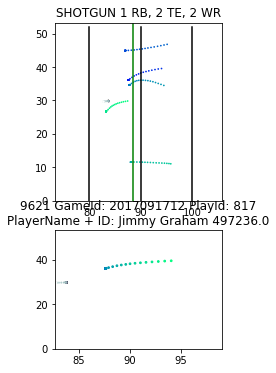 SHOTGUN 1 RB, 2 TE, 2 WR
50
40
30
20
10
0
80 90 100
9621 GameId: 2017091712 PlayId: 817
PlayerName + ID: Jimmy Graham 497236.0
40
20
0
85 90 95